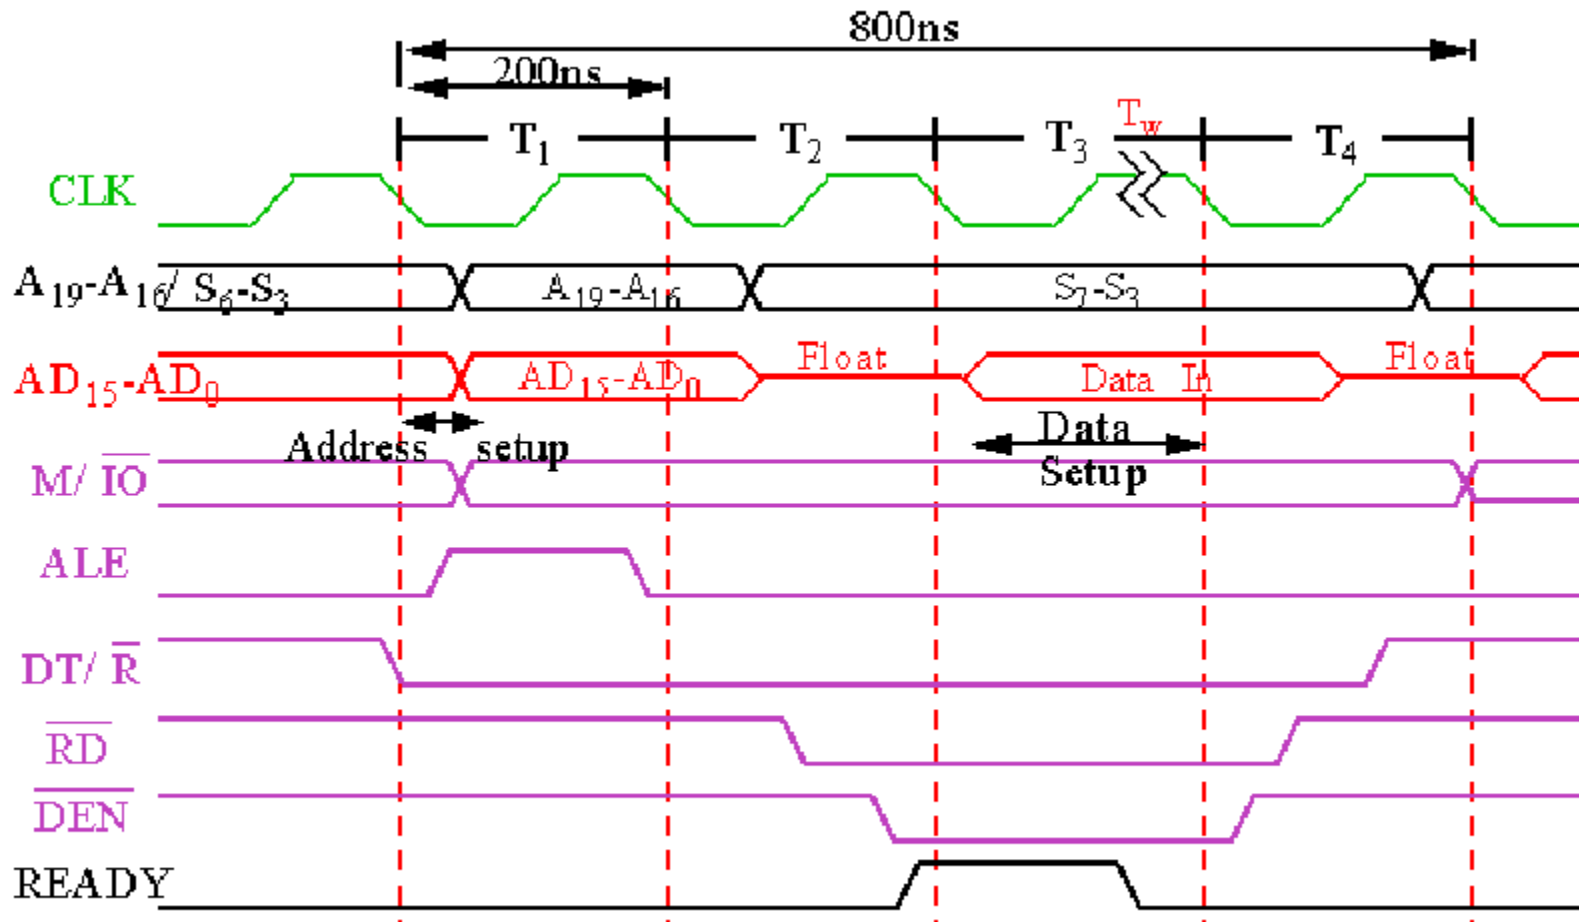 800ns
200ns
T1 T2 T3 Tw T4
CLK
A19-A16/ S6-S3 A19-A16 S7-S3
AD15-AD0 AD15-AD0 Float Data In Float
Address setup Data Setup
M/ IO
ALE
DT/ R
RD
DEN
READY